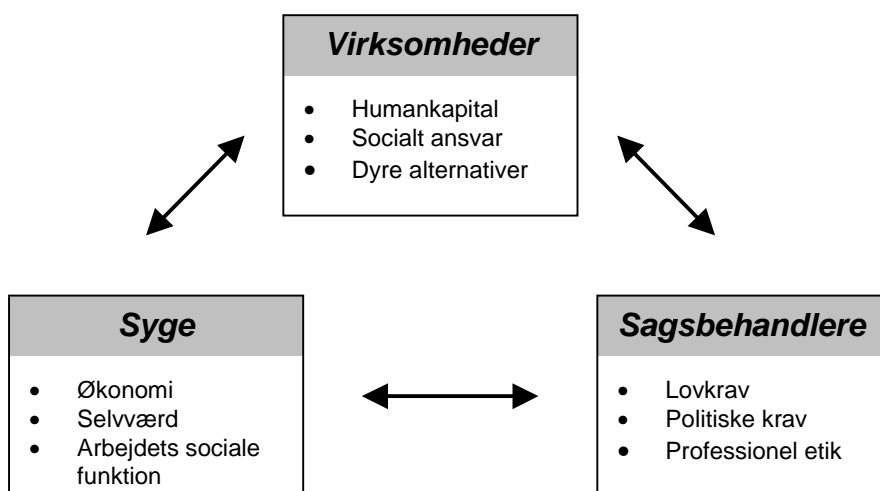 Virksomheder
• Humankapital
• Socialt ansvar
• Dyre alternativer
Syge
• Økonomi
• Selvværd
• Arbejdets sociale
funktion
Sagsbehandlere
• Lovkrav
• Politiske krav
• Professionel etik